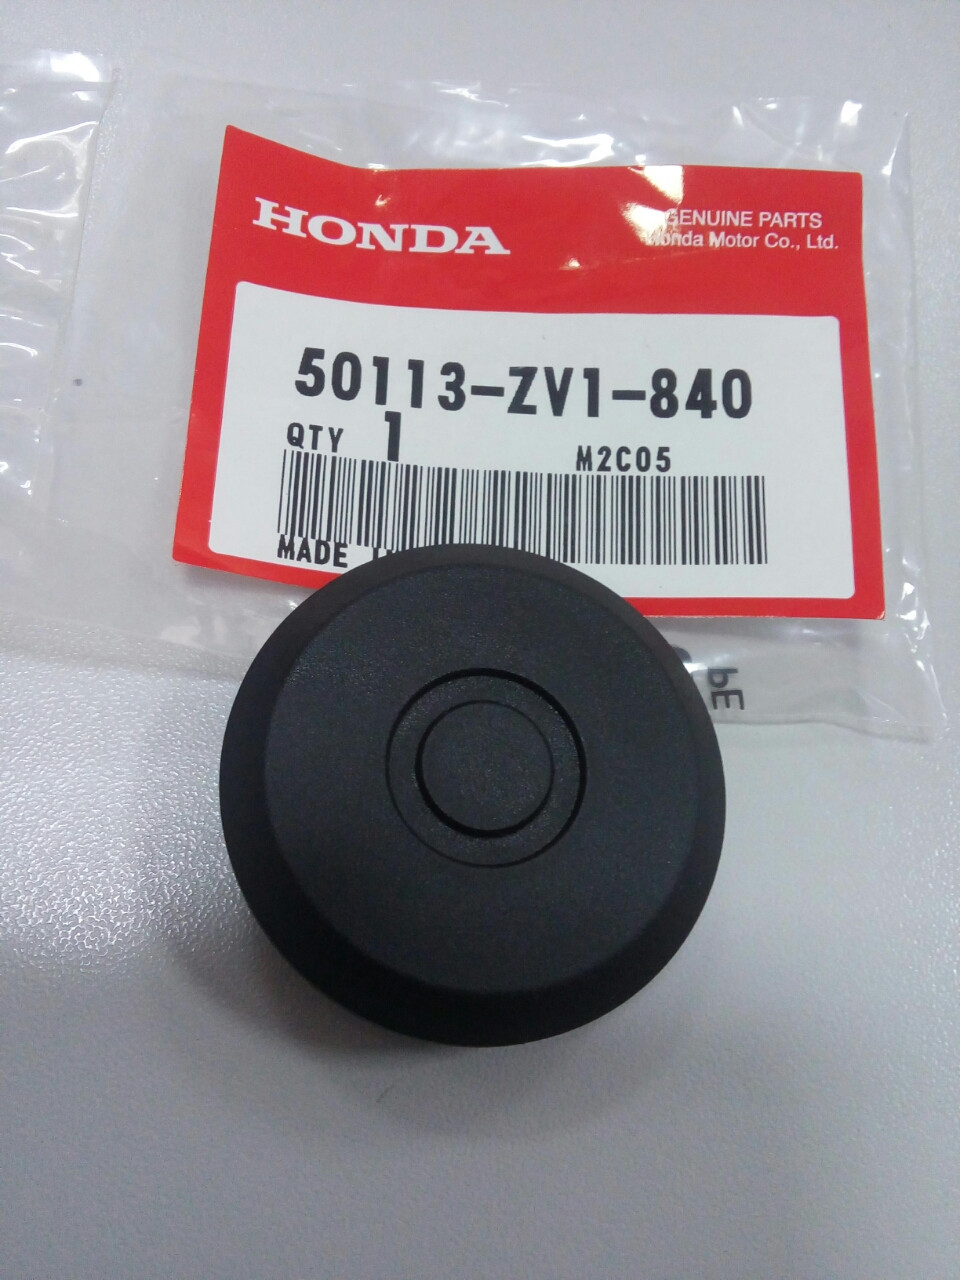 HONDA
GENUINE PARTS
Honda Motor Co., Ltd.
50113-ZV1-840
QTY 1
M2C05
MADE